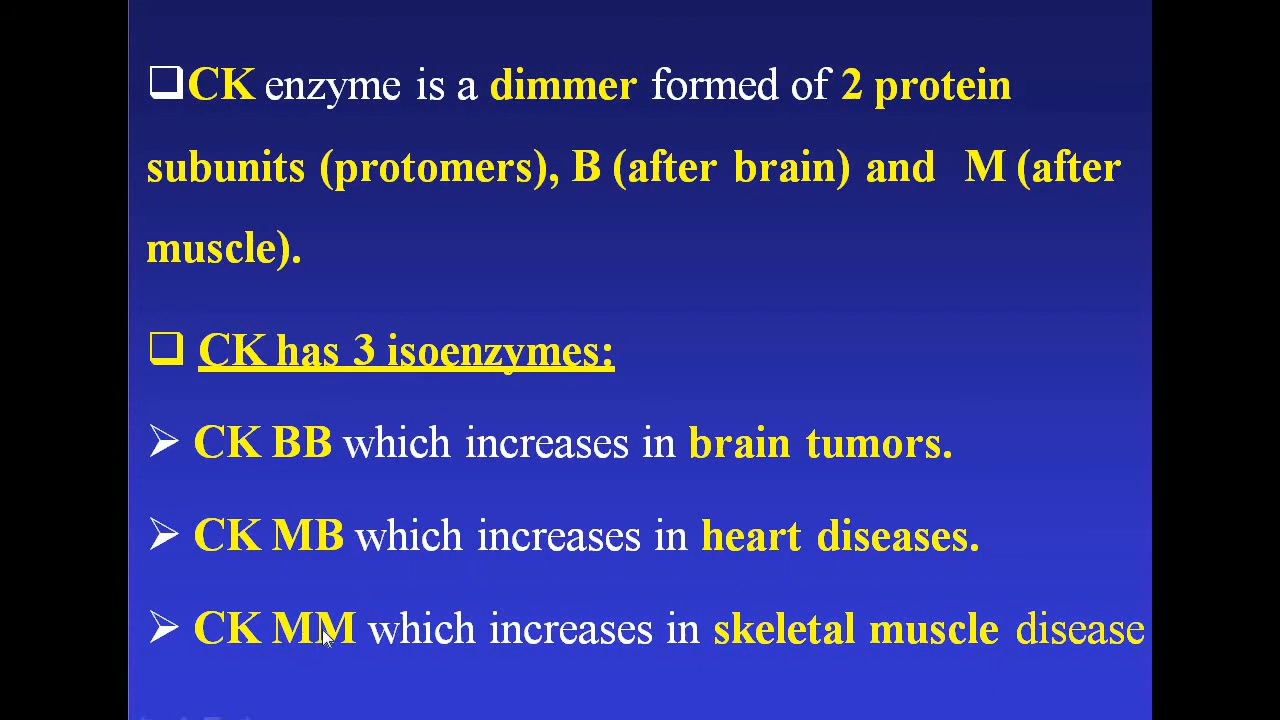 ❑CK enzyme is a dimmer formed of 2 protein
subunits (protomers), B (after brain) and M (after
muscle).
❑ CK has 3 isoenzymes:
➢ CK BB which increases in brain tumors.
➢ CK MB which increases in heart diseases.
➢ CK MM which increases in skeletal muscle disease